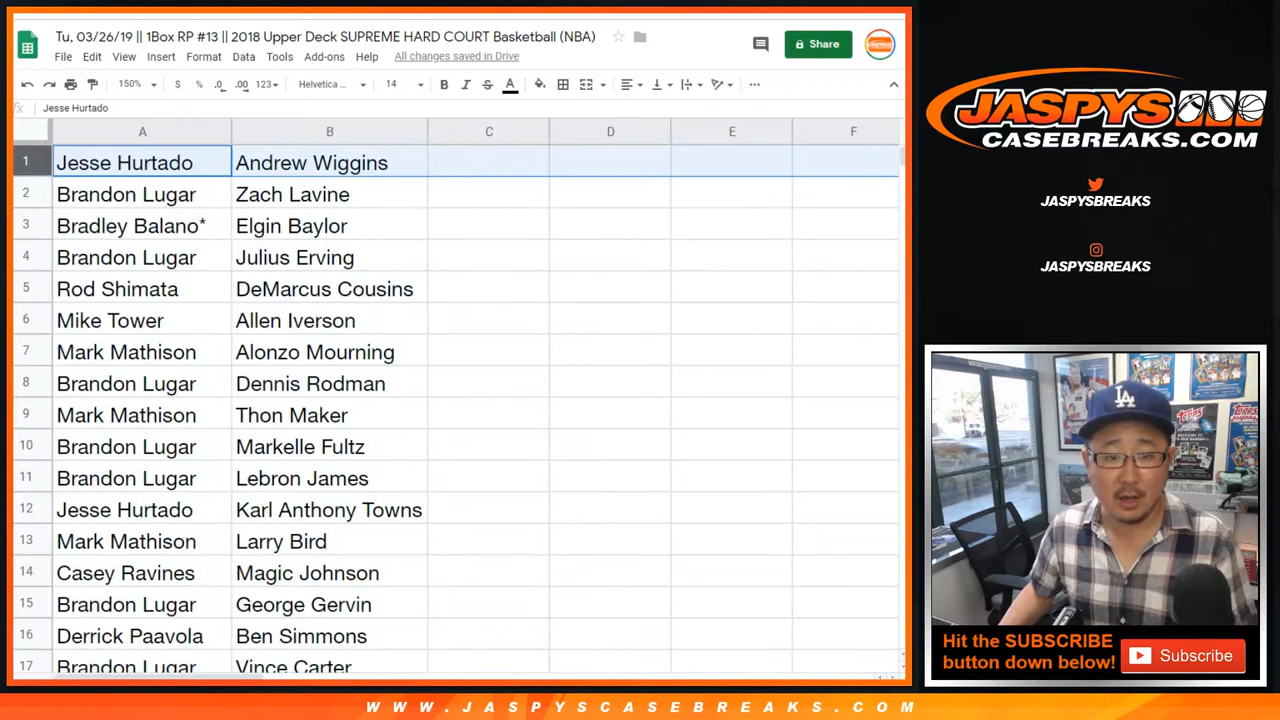 Tu, 03/26/19 || 1Box RP #13 || 2018 Upper Deck SUPREME HARD COURT Basketball (NBA)
File Edit View Insert Format Data Tools Add-ons Help All changes saved in Drive
Share
150% $ % .0 .00 123 Helvetica... 14 B I S A
Jesse Hurtado
A B C D E F
1 Jesse Hurtado Andrew Wiggins
2 Brandon Lugar Zach Lavine
3 Bradley Balano* Elgin Baylor
4 Brandon Lugar Julius Erving
5 Rod Shimata DeMarcus Cousins
6 Mike Tower Allen Iverson
7 Mark Mathison Alonzo Mourning
8 Brandon Lugar Dennis Rodman
9 Mark Mathison Thon Maker
10 Brandon Lugar Markelle Fultz
11 Brandon Lugar Lebron James
12 Jesse Hurtado Karl Anthony Towns
13 Mark Mathison Larry Bird
14 Casey Ravines Magic Johnson
15 Brandon Lugar George Gervin
16 Derrick Paavola Ben Simmons
17 Brandon Lugar Vince Carter
JASPYS
CASEBREAKS.COM
JASPYSBREAKS
JASPYSBREAKS
LA
Hit the SUBSCRIBE
button down below!
Subscribe
WWW.JASPYSCASEBREAKS.COM